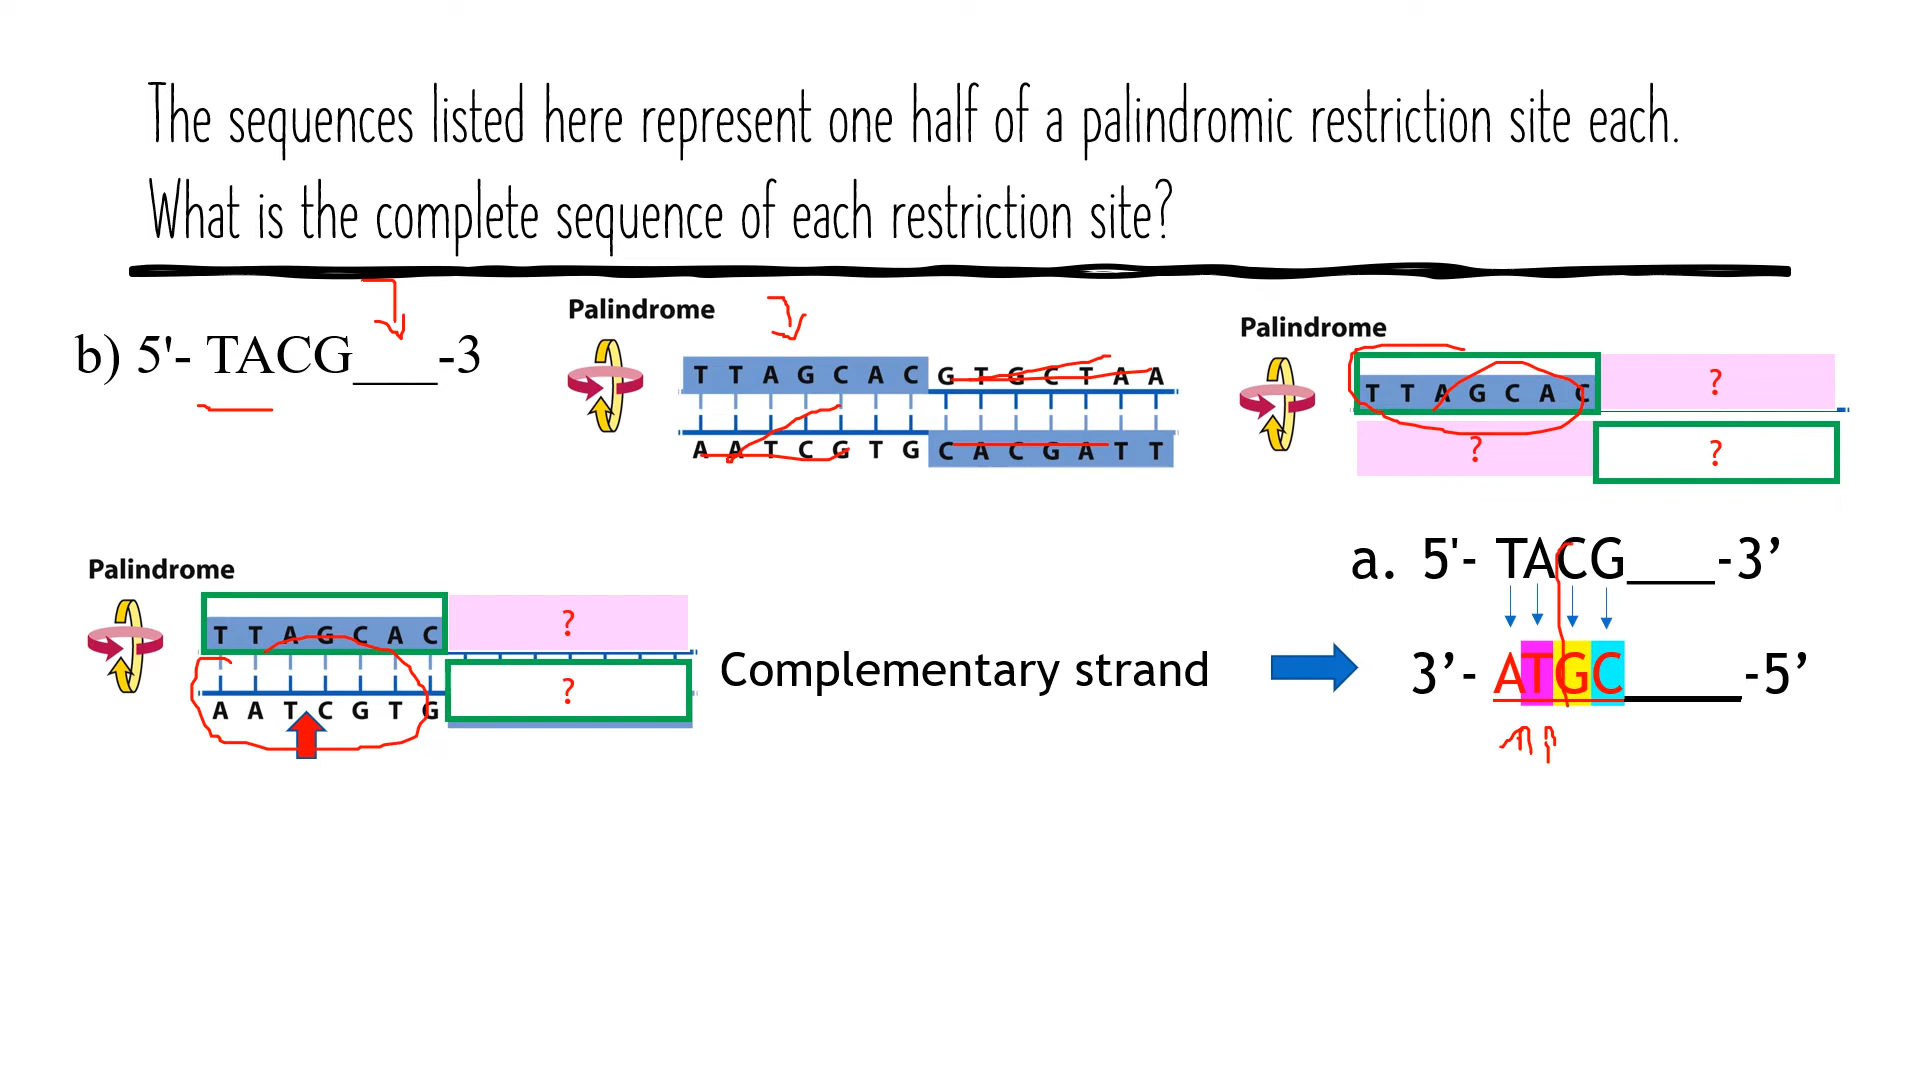 The sequences listed here represent one half of a palindromic restriction site each.
What is the complete sequence of each restriction site?
b) 5'- TACG___-3
Palindrome
T T A G C A C G T G C T A A
A A T C G T G C A C G A T T
Palindrome
T T A G C A C ?
? ?
Palindrome
T T A G C A C ?
A A T C G T G ?
Complementary strand
a. 5'- TACG___-3’
3’- ATGC____-5’